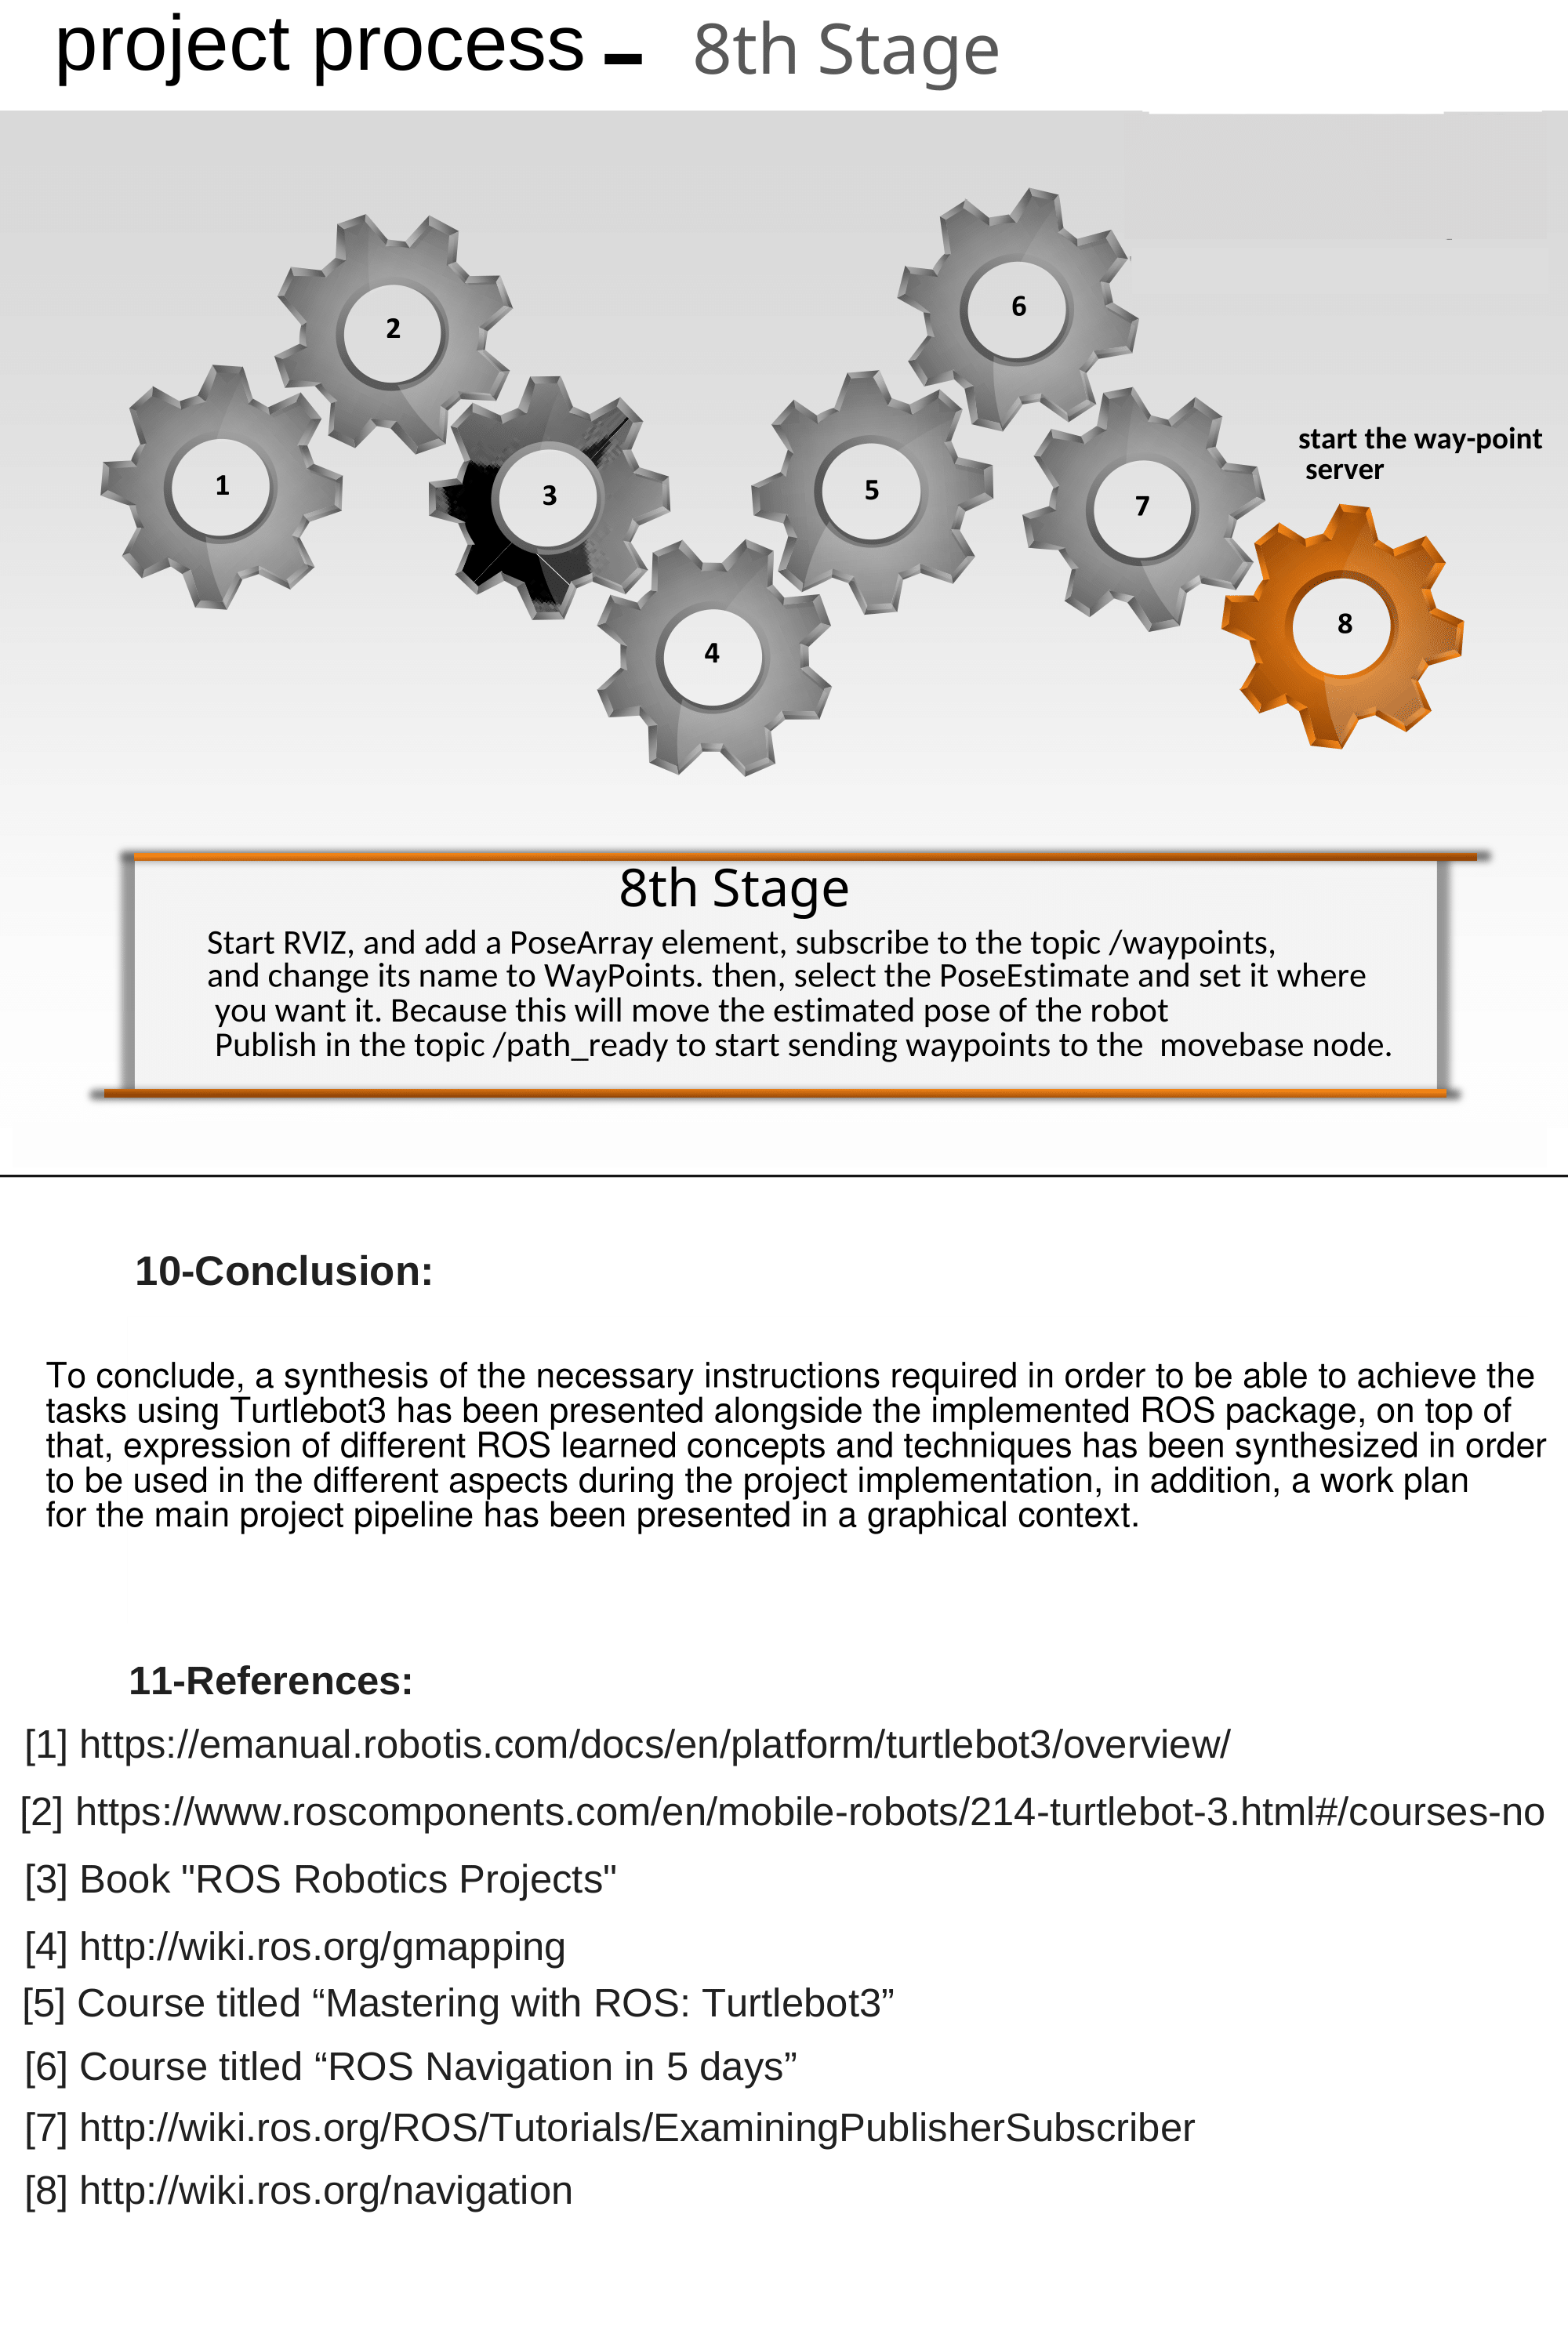 project process - 8th Stage
6
2
start the way-point
server
1
5
3
7
8
4
8th Stage
Start RVIZ, and add a PoseArray element, subscribe to the topic /waypoints,
and change its name to WayPoints. then, select the PoseEstimate and set it where
you want it. Because this will move the estimated pose of the robot
Publish in the topic /path_ready to start sending waypoints to the movebase node.
10-Conclusion:
To conclude, a synthesis of the necessary instructions required in order to be able to achieve the
tasks using Turtlebot3 has been presented alongside the implemented ROS package, on top of
that, expression of different ROS learned concepts and techniques has been synthesized in order
to be used in the different aspects during the project implementation, in addition, a work plan
for the main project pipeline has been presented in a graphical context.
11-References:
[1] https://emanual.robotis.com/docs/en/platform/turtlebot3/overview/
[2] https://www.roscomponents.com/en/mobile-robots/214-turtlebot-3.html#/courses-no
[3] Book "ROS Robotics Projects"
[4] http://wiki.ros.org/gmapping
[5] Course titled “Mastering with ROS: Turtlebot3”
[6] Course titled “ROS Navigation in 5 days”
[7] http://wiki.ros.org/ROS/Tutorials/ExaminingPublisherSubscriber
[8] http://wiki.ros.org/navigation